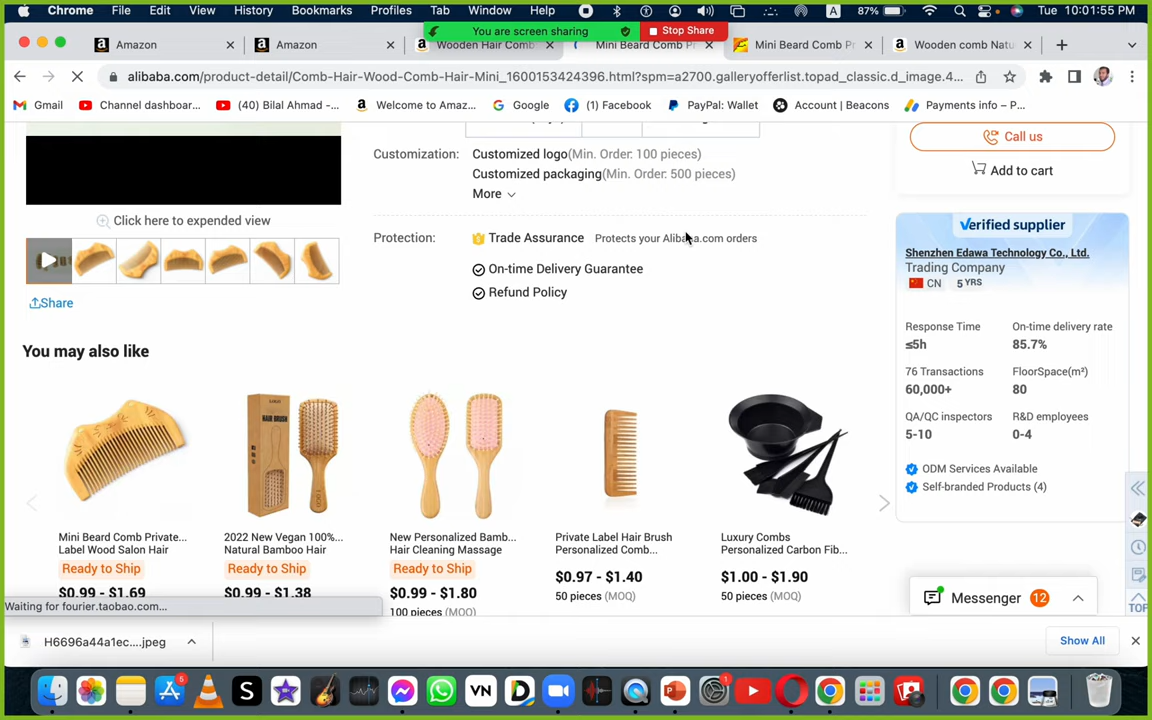 Chrome File Edit View History Bookmarks Profiles Tab Window Help A 87% Tue 10:01:55 PM
You are screen sharing Stop Share
Amazon × Amazon × Wooden Hair Comb × Mini Beard Comb Pr × Mini Beard Comb Pr × Wooden comb Natu × +
alibaba.com/product-detail/Comb-Hair-Wood-Comb-Hair-Mini_1600153424396.html?spm=a2700.galleryofferlist.topad_classic.d_image.4...
Gmail Channel dashboar... (40) Bilal Ahmad -... Welcome to Amaz... Google (1) Facebook PayPal: Wallet Account | Beacons Payments info – P...
Customization: Customized logo(Min. Order: 100 pieces)
Customized packaging(Min. Order: 500 pieces)
More
Click here to expended view
Protection: Trade Assurance Protects your Alibaba.com orders
On-time Delivery Guarantee
Refund Policy
Share
Call us
Add to cart
Verified supplier
Shenzhen Edawa Technology Co., Ltd.
Trading Company
CN 5 YRS
Response Time On-time delivery rate
≤5h 85.7%
76 Transactions FloorSpace(m²)
60,000+ 80
QA/QC inspectors R&D employees
5-10 0-4
ODM Services Available
Self-branded Products (4)
You may also like
Mini Beard Comb Private... 2022 New Vegan 100%... New Personalized Bamb... Private Label Hair Brush Luxury Combs
Label Wood Salon Hair Natural Bamboo Hair Hair Cleaning Massage Personalized Comb... Personalized Carbon Fib...
Ready to Ship Ready to Ship Ready to Ship $0.97 - $1.40 $1.00 - $1.90
$0.99 - $1.69 $0.99 - $1.38 $0.99 - $1.80 50 pieces (MOQ) 50 pieces (MOQ)
100 pieces (MOQ)
Messenger 12
TOP
Waiting for fourier.taobao.com...
H6696a44a1ec....jpeg Show All
5 S VN D 1